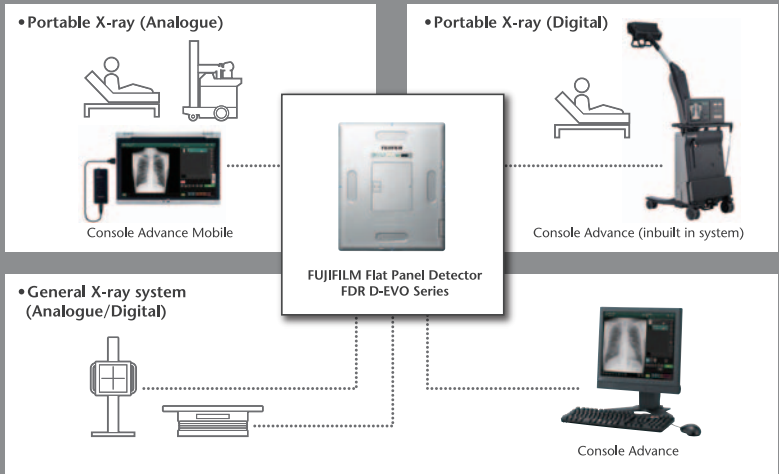 •Portable X-ray (Analogue)
Console Advance Mobile
•Portable X-ray (Digital)
Console Advance (inbuilt in system)
FUJIFILM
FUJIFILM Flat Panel Detector
FDR D-EVO Series
•General X-ray system
(Analogue/Digital)
Console Advance